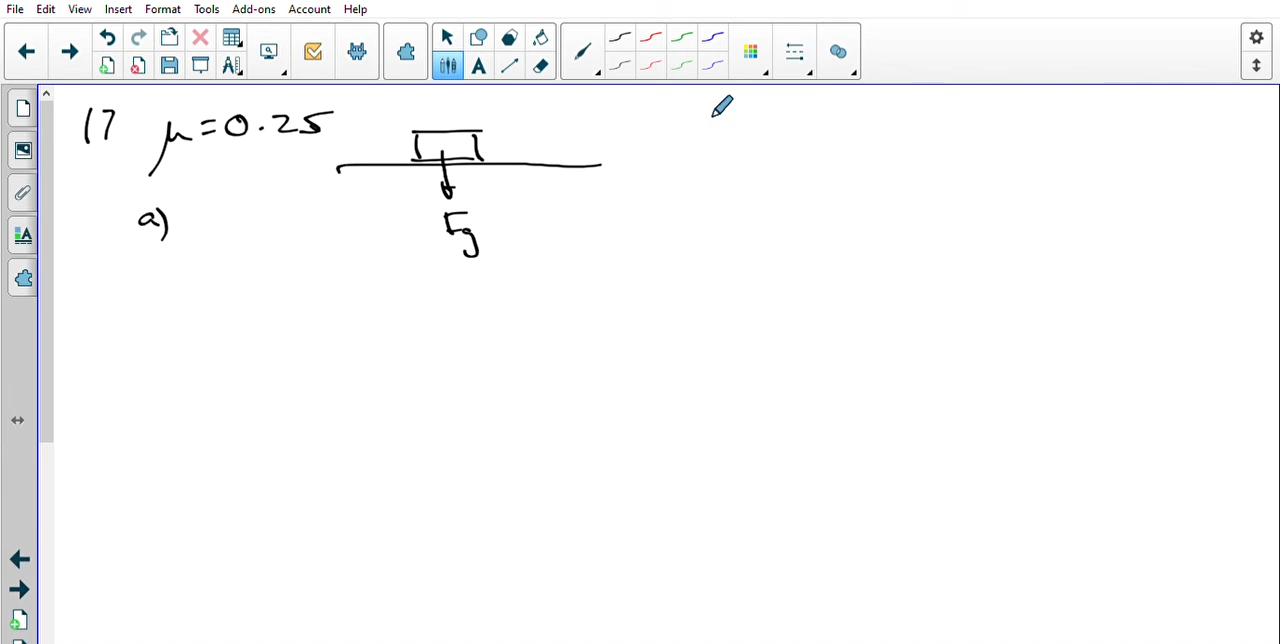 File Edit View Insert Format Tools Add-ons Account Help
17 μ = 0.25
a)
Fg